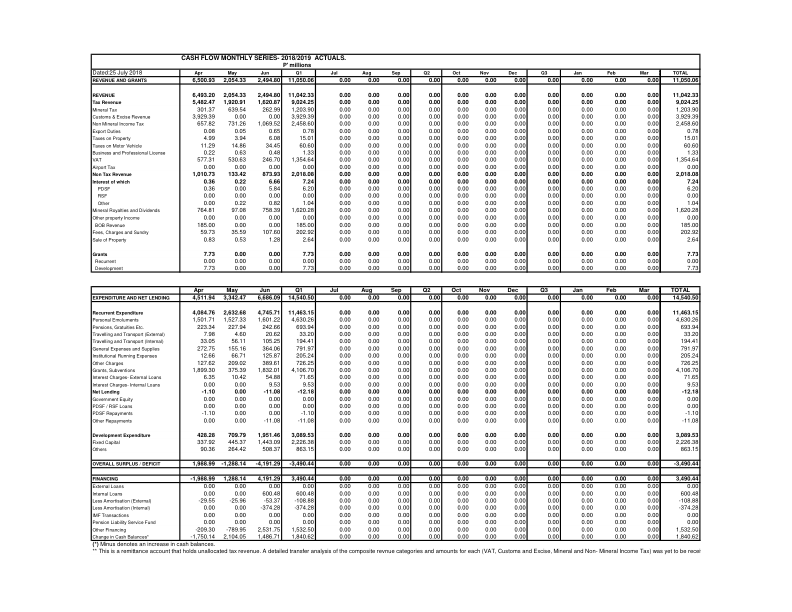 CASH FLOW MONTHLY SERIES- 2018/2019 ACTUALS.
P' millions
Dated:25 July 2018 Apr May Jun Q1 Jul Aug Sep Q2 Oct Nov Dec Q3 Jan Feb Mar TOTAL
REVENUE AND GRANTS 6,500.93 2,054.33 2,494.80 11,050.06 0.00 0.00 0.00 0.00 0.00 0.00 0.00 0.00 0.00 0.00 0.00 11,050.06
REVENUE 6,493.20 2,054.33 2,494.80 11,042.33 0.00 0.00 0.00 0.00 0.00 0.00 0.00 0.00 0.00 0.00 0.00 11,042.33
Tax Revenue 5,482.47 1,920.91 1,620.87 9,024.25 0.00 0.00 0.00 0.00 0.00 0.00 0.00 0.00 0.00 0.00 0.00 9,024.25
Mineral Tax 301.37 639.54 262.99 1,203.90 0.00 0.00 0.00 0.00 0.00 0.00 0.00 0.00 0.00 0.00 0.00 1,203.90
Customs & Excise Revenue 3,929.39 0.00 0.00 3,929.39 0.00 0.00 0.00 0.00 0.00 0.00 0.00 0.00 0.00 0.00 0.00 3,929.39
Non Mineral Income Tax 657.82 731.26 1,069.52 2,458.60 0.00 0.00 0.00 0.00 0.00 0.00 0.00 0.00 0.00 0.00 0.00 2,458.60
Export Duties 0.08 0.05 0.65 0.78 0.00 0.00 0.00 0.00 0.00 0.00 0.00 0.00 0.00 0.00 0.00 0.78
Taxes on Property 4.99 3.94 6.08 15.01 0.00 0.00 0.00 0.00 0.00 0.00 0.00 0.00 0.00 0.00 0.00 15.01
Taxes on Motor Vehicle 11.29 14.86 34.45 60.60 0.00 0.00 0.00 0.00 0.00 0.00 0.00 0.00 0.00 0.00 0.00 60.60
Business and Professional License 0.22 0.63 0.48 1.33 0.00 0.00 0.00 0.00 0.00 0.00 0.00 0.00 0.00 0.00 0.00 1.33
VAT 577.31 530.63 246.70 1,354.64 0.00 0.00 0.00 0.00 0.00 0.00 0.00 0.00 0.00 0.00 0.00 1,354.64
Airport Tax 0.00 0.00 0.00 0.00 0.00 0.00 0.00 0.00 0.00 0.00 0.00 0.00 0.00 0.00 0.00 0.00
Non Tax Revenue 1,010.73 133.42 873.93 2,018.08 0.00 0.00 0.00 0.00 0.00 0.00 0.00 0.00 0.00 0.00 0.00 2,018.08
Interest of which 0.36 0.22 6.66 7.24 0.00 0.00 0.00 0.00 0.00 0.00 0.00 0.00 0.00 0.00 0.00 7.24
PDSF 0.36 0.00 5.84 6.20 0.00 0.00 0.00 0.00 0.00 0.00 0.00 0.00 0.00 0.00 0.00 6.20
RSF 0.00 0.00 0.00 0.00 0.00 0.00 0.00 0.00 0.00 0.00 0.00 0.00 0.00 0.00 0.00 0.00
Other 0.00 0.22 0.82 1.04 0.00 0.00 0.00 0.00 0.00 0.00 0.00 0.00 0.00 0.00 0.00 1.04
Mineral Royalties and Dividends 764.81 97.08 758.39 1,620.28 0.00 0.00 0.00 0.00 0.00 0.00 0.00 0.00 0.00 0.00 0.00 1,620.28
Other property Income 0.00 0.00 0.00 0.00 0.00 0.00 0.00 0.00 0.00 0.00 0.00 0.00 0.00 0.00 0.00 0.00
BOB Revenue 185.00 0.00 0.00 185.00 0.00 0.00 0.00 0.00 0.00 0.00 0.00 0.00 0.00 0.00 0.00 185.00
Fees, Charges and Sundry 59.73 35.59 107.60 202.92 0.00 0.00 0.00 0.00 0.00 0.00 0.00 0.00 0.00 0.00 0.00 202.92
Sale of Property 0.83 0.53 1.28 2.64 0.00 0.00 0.00 0.00 0.00 0.00 0.00 0.00 0.00 0.00 0.00 2.64
Grants 7.73 0.00 0.00 7.73 0.00 0.00 0.00 0.00 0.00 0.00 0.00 0.00 0.00 0.00 0.00 7.73
Recurrent 0.00 0.00 0.00 0.00 0.00 0.00 0.00 0.00 0.00 0.00 0.00 0.00 0.00 0.00 0.00 0.00
Development 7.73 0.00 0.00 7.73 0.00 0.00 0.00 0.00 0.00 0.00 0.00 0.00 0.00 0.00 0.00 7.73
Apr May Jun Q1 Jul Aug Sep Q2 Oct Nov Dec Q3 Jan Feb Mar TOTAL
EXPENDITURE AND NET LENDING 4,511.94 3,342.47 6,686.09 14,540.50 0.00 0.00 0.00 0.00 0.00 0.00 0.00 0.00 0.00 0.00 0.00 14,540.50
Recurrent Expenditure 4,084.76 2,632.68 4,745.71 11,463.15 0.00 0.00 0.00 0.00 0.00 0.00 0.00 0.00 0.00 0.00 0.00 11,463.15
Personal Emoluments 1,501.71 1,527.33 1,601.22 4,630.26 0.00 0.00 0.00 0.00 0.00 0.00 0.00 0.00 0.00 0.00 0.00 4,630.26
Pensions, Gratuities Etc. 223.34 227.94 242.66 693.94 0.00 0.00 0.00 0.00 0.00 0.00 0.00 0.00 0.00 0.00 0.00 693.94
Travelling and Transport (External) 7.98 4.60 20.62 33.20 0.00 0.00 0.00 0.00 0.00 0.00 0.00 0.00 0.00 0.00 0.00 33.20
Travelling and Transport (Internal) 33.05 56.11 105.25 194.41 0.00 0.00 0.00 0.00 0.00 0.00 0.00 0.00 0.00 0.00 0.00 194.41
General Expenses and Supplies 272.75 155.16 364.06 791.97 0.00 0.00 0.00 0.00 0.00 0.00 0.00 0.00 0.00 0.00 0.00 791.97
Institutional Running Expenses 12.66 66.71 125.87 205.24 0.00 0.00 0.00 0.00 0.00 0.00 0.00 0.00 0.00 0.00 0.00 205.24
Other Charges 127.62 209.02 389.61 726.25 0.00 0.00 0.00 0.00 0.00 0.00 0.00 0.00 0.00 0.00 0.00 726.25
Grants, Subventions 1,899.30 375.39 1,832.01 4,106.70 0.00 0.00 0.00 0.00 0.00 0.00 0.00 0.00 0.00 0.00 0.00 4,106.70
Interest Charges- External Loans 6.35 10.42 54.88 71.65 0.00 0.00 0.00 0.00 0.00 0.00 0.00 0.00 0.00 0.00 0.00 71.65
Interest Charges- Internal Loans 0.00 0.00 9.53 9.53 0.00 0.00 0.00 0.00 0.00 0.00 0.00 0.00 0.00 0.00 0.00 9.53
Net Lending -1.10 0.00 -11.08 -12.18 0.00 0.00 0.00 0.00 0.00 0.00 0.00 0.00 0.00 0.00 0.00 -12.18
Government Equity 0.00 0.00 0.00 0.00 0.00 0.00 0.00 0.00 0.00 0.00 0.00 0.00 0.00 0.00 0.00 0.00
PDSF / RSF Loans 0.00 0.00 0.00 0.00 0.00 0.00 0.00 0.00 0.00 0.00 0.00 0.00 0.00 0.00 0.00 0.00
PDSF Repayments -1.10 0.00 0.00 -1.10 0.00 0.00 0.00 0.00 0.00 0.00 0.00 0.00 0.00 0.00 0.00 -1.10
Other Repayments 0.00 0.00 -11.08 -11.08 0.00 0.00 0.00 0.00 0.00 0.00 0.00 0.00 0.00 0.00 0.00 -11.08
Development Expenditure 428.28 709.79 1,951.46 3,089.53 0.00 0.00 0.00 0.00 0.00 0.00 0.00 0.00 0.00 0.00 0.00 3,089.53
Fixed Capital 337.92 445.37 1,443.09 2,226.38 0.00 0.00 0.00 0.00 0.00 0.00 0.00 0.00 0.00 0.00 0.00 2,226.38
Others 90.36 264.42 508.37 863.15 0.00 0.00 0.00 0.00 0.00 0.00 0.00 0.00 0.00 0.00 0.00 863.15
OVERALL SURPLUS / DEFICIT 1,988.99 -1,288.14 -4,191.29 -3,490.44 0.00 0.00 0.00 0.00 0.00 0.00 0.00 0.00 0.00 0.00 0.00 -3,490.44
FINANCING -1,988.99 1,288.14 4,191.29 3,490.44 0.00 0.00 0.00 0.00 0.00 0.00 0.00 0.00 0.00 0.00 0.00 3,490.44
External Loans 0.00 0.00 0.00 0.00 0.00 0.00 0.00 0.00 0.00 0.00 0.00 0.00 0.00 0.00 0.00 0.00
Internal Loans 0.00 0.00 600.48 600.48 0.00 0.00 0.00 0.00 0.00 0.00 0.00 0.00 0.00 0.00 0.00 600.48
Less Amortisation (External) -29.55 -25.96 -53.37 -108.88 0.00 0.00 0.00 0.00 0.00 0.00 0.00 0.00 0.00 0.00 0.00 -108.88
Less Amortisation (Internal) 0.00 0.00 -374.28 -374.28 0.00 0.00 0.00 0.00 0.00 0.00 0.00 0.00 0.00 0.00 0.00 -374.28
IMF Transactions 0.00 0.00 0.00 0.00 0.00 0.00 0.00 0.00 0.00 0.00 0.00 0.00 0.00 0.00 0.00 0.00
Pension Liability Service Fund 0.00 0.00 0.00 0.00 0.00 0.00 0.00 0.00 0.00 0.00 0.00 0.00 0.00 0.00 0.00 0.00
Other Financing -209.30 -789.95 2,531.75 1,532.50 0.00 0.00 0.00 0.00 0.00 0.00 0.00 0.00 0.00 0.00 0.00 1,532.50
Change in Cash Balances* -1,750.14 2,104.05 1,486.71 1,840.62 0.00 0.00 0.00 0.00 0.00 0.00 0.00 0.00 0.00 0.00 0.00 1,840.62
(*) Minus denotes an increase in cash balances.
** This is a remittance account that holds unallocated tax revenue. A detailed transfer analysis of the composite revnue categories and amounts for each (VAT, Customs and Excise, Mineral and Non- Mineral Income Tax) was yet to be recei